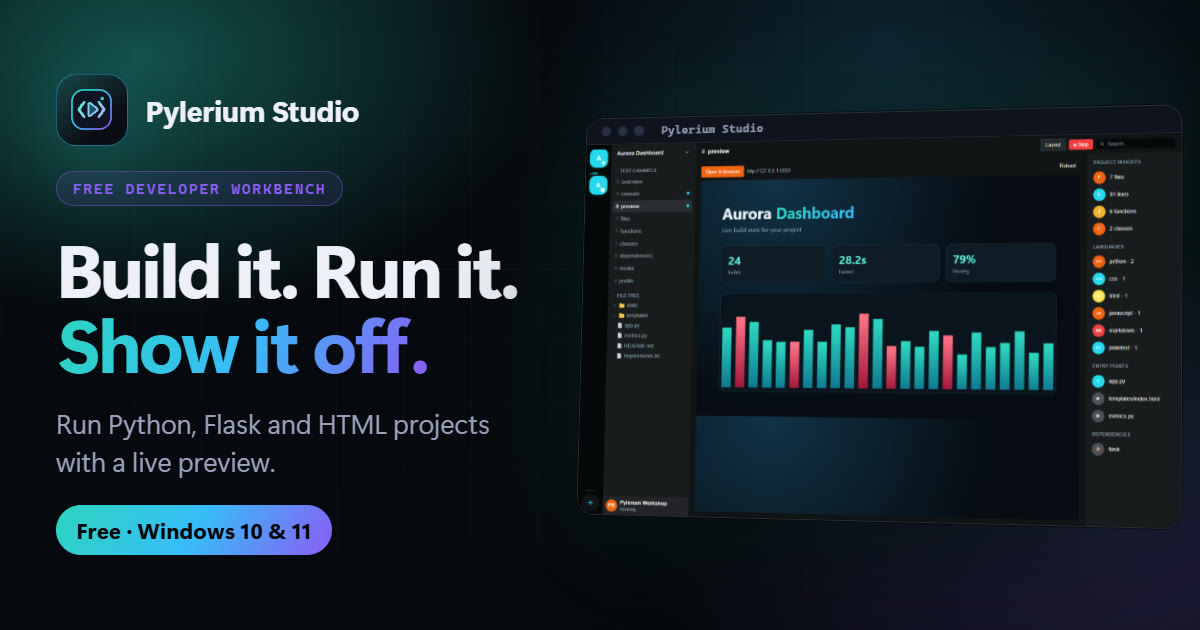 Pylerium Studio
FREE DEVELOPER WORKBENCH
Build it. Run it.
Show it off.
Run Python, Flask and HTML projects
with a live preview.
Free · Windows 10 & 11
Pylerium Studio
Aurora Dashboard
TEXT CHANNELS
overview
console
# preview
files
functions
classes
dependencies
media
profile
FILE TREE
static
templates
app.py
metrics.py
README.md
requirements.txt
Pylerium Workshop
# preview
Layout
Stop
Search...
Open in browser
Reload
Aurora Dashboard
Live build stats for your project
24
28.2s
79%
PROJECT INSIGHTS
7 files
91 lines
6 functions
2 classes
LANGUAGES
python · 2
css · 1
html · 1
javascript · 1
markdown · 1
plaintext · 1
ENTRY POINTS
app.py
templates/index.html
metrics.py
DEPENDENCIES
flask